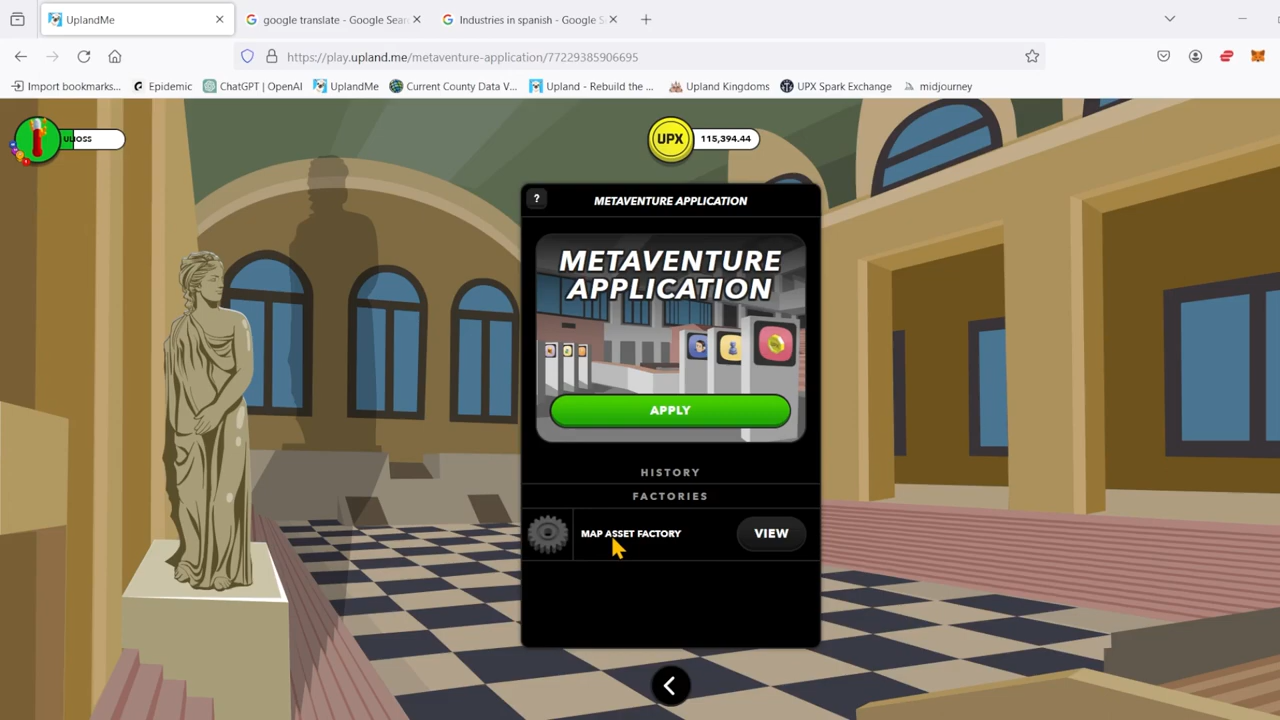 UplandMe
google translate - Google Sear
Industries in spanish - Google S
https://play.upland.me/metaventure-application/77229385906695
Import bookmarks...
Epidemic
ChatGPT | OpenAI
UplandMe
Current County Data V...
Upland - Rebuild the ...
Upland Kingdoms
UPX Spark Exchange
midjourney
UPX
115,394.44
?
METAVENTURE APPLICATION
METAVENTURE
APPLICATION
APPLY
HISTORY
FACTORIES
MAP ASSET FACTORY
VIEW